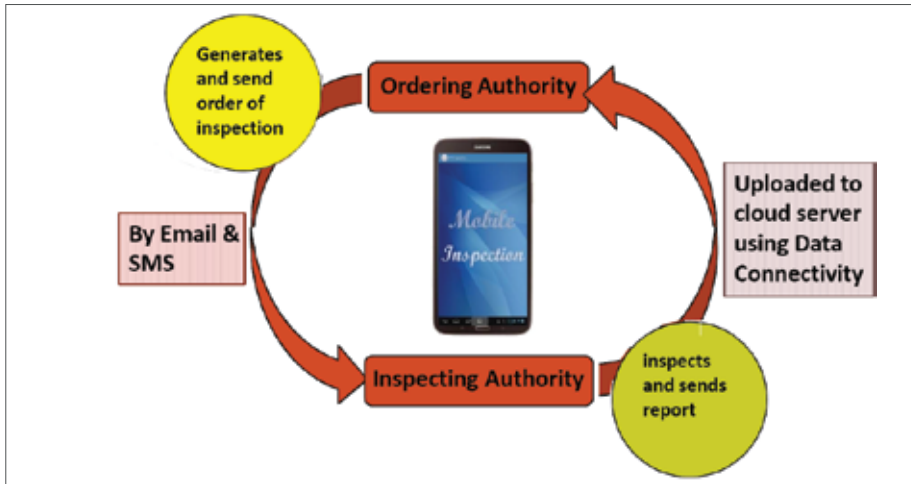 Generates
and send
order of
inspection
Ordering Authority
By Email &
SMS
Mobile
Inspection
Uploaded to
cloud server
using Data
Connectivity
Inspecting Authority
inspects
and sends
report